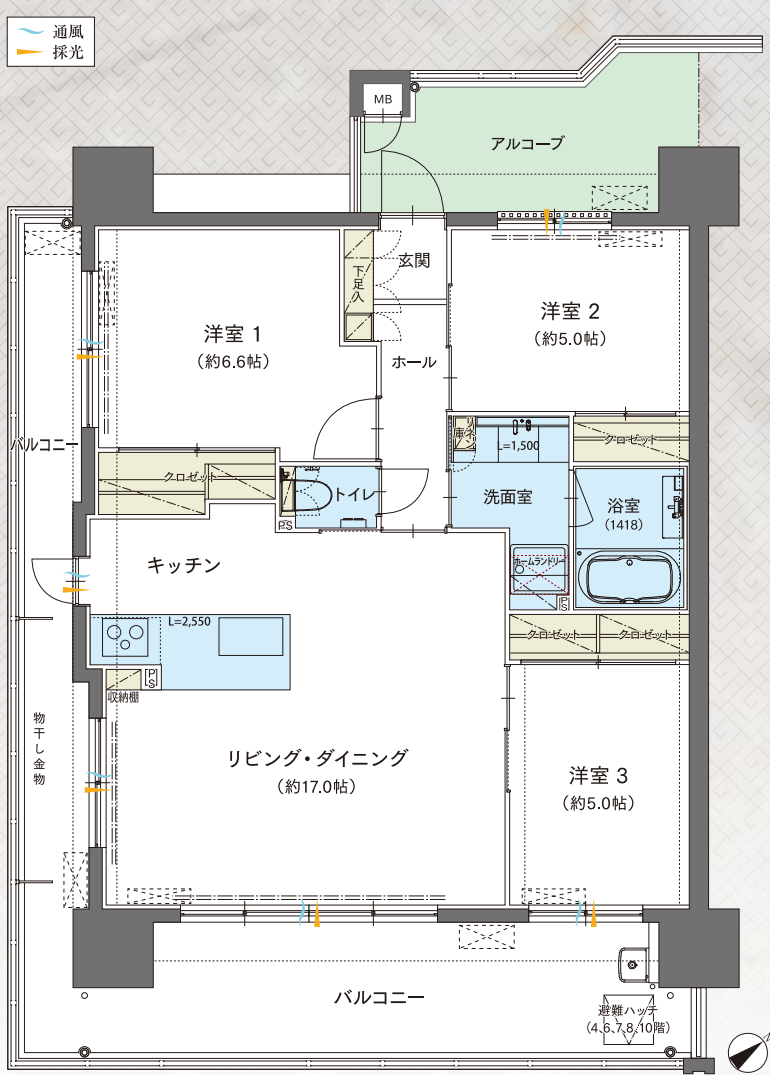 通風
採光
MB
アルコーブ
玄関
下足入
洋室 1
(約6.6帖)
洋室 2
(約5.0帖)
ホール
バルコニー
クロゼット
トイレ
PS
リネン庫
L=1,500
洗面室
クロゼット
浴室
(1418)
ホームランドリー
PS
キッチン
L=2,550
PS
収納棚
クロゼット
クロゼット
物干し金物
リビング・ダイニング
(約17.0帖)
洋室 3
(約5.0帖)
バルコニー
避難ハッチ
(4,6,7,8,10階)
N